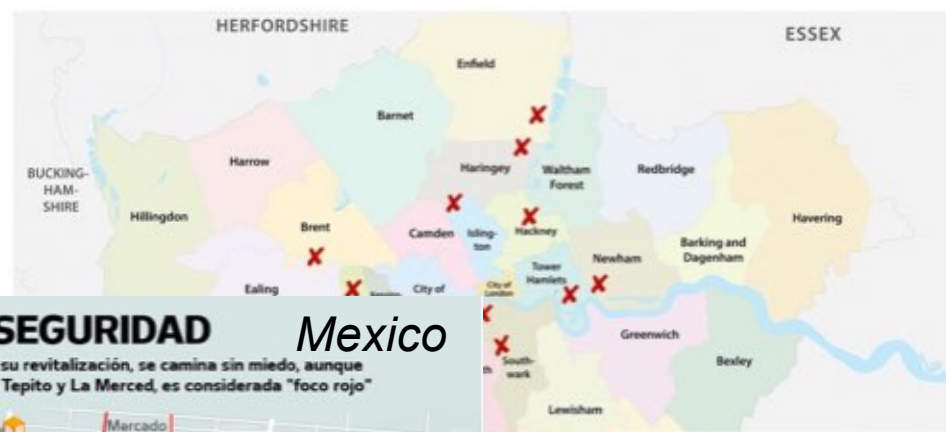 HERFORDSHIRE
ESSEX
Enfield
Barnet
BUCKING-
HAM-
SHIRE
Harrow
Haringey
Waltham
Forest
Redbridge
Hillingdon
Brent
Camden
Isling-
ton
Hackney
Havering
Barking and
Dagenham
Newham
Tower
Hamlets
Ealing
City of
City of
London
Greenwich
Bexley
South-
wark
Lewisham
SEGURIDAD
Mexico
su revitalización, se camina sin miedo, aunque
Tepito y La Merced, es considerada "foco rojo"
Mercado